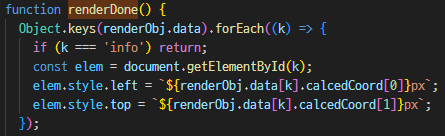 function renderDone() {
  Object.keys(renderObj.data).forEach((k) => {
    if (k === 'info') return;
    const elem = document.getElementById(k);
    elem.style.left = `${renderObj.data[k].calcedCoord[0]}px`;
    elem.style.top = `${renderObj.data[k].calcedCoord[1]}px`;
  });